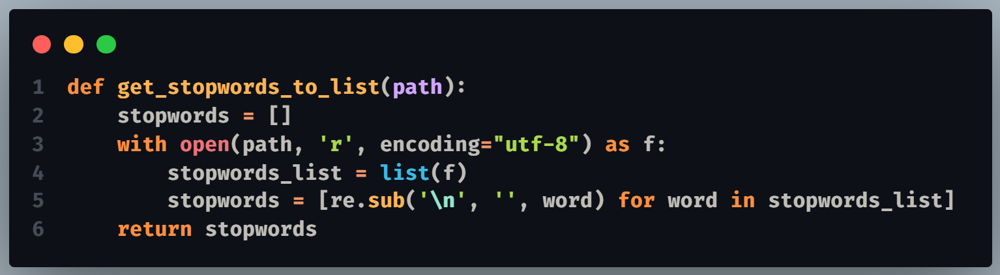 1 def get_stopwords_to_list(path):
2     stopwords = []
3     with open(path, 'r', encoding="utf-8") as f:
4         stopwords_list = list(f)
5         stopwords = [re.sub('\n', '', word) for word in stopwords_list]
6     return stopwords